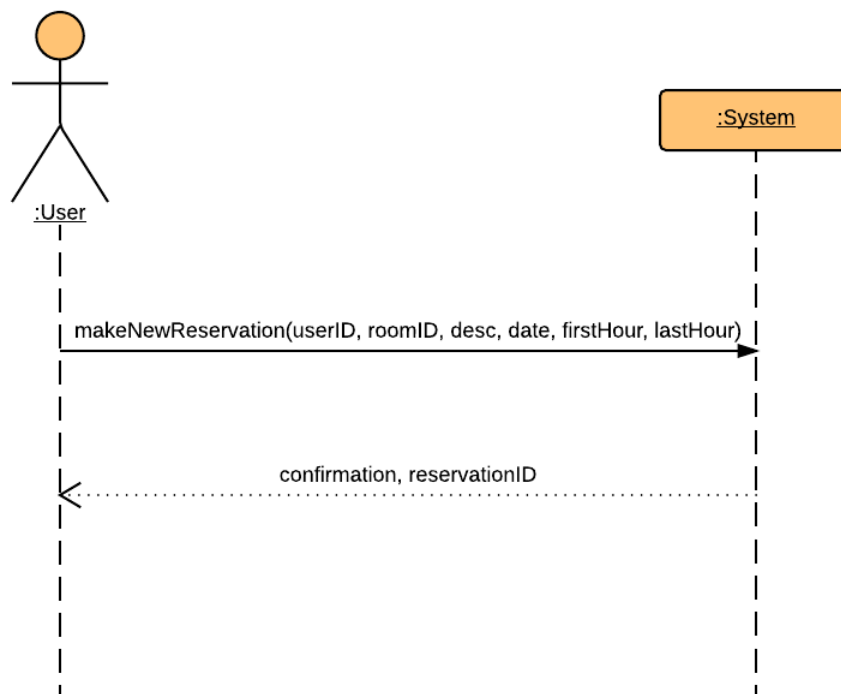 :System
:User
makeNewReservation(userID, roomID, desc, date, firstHour, lastHour)
confirmation, reservationID